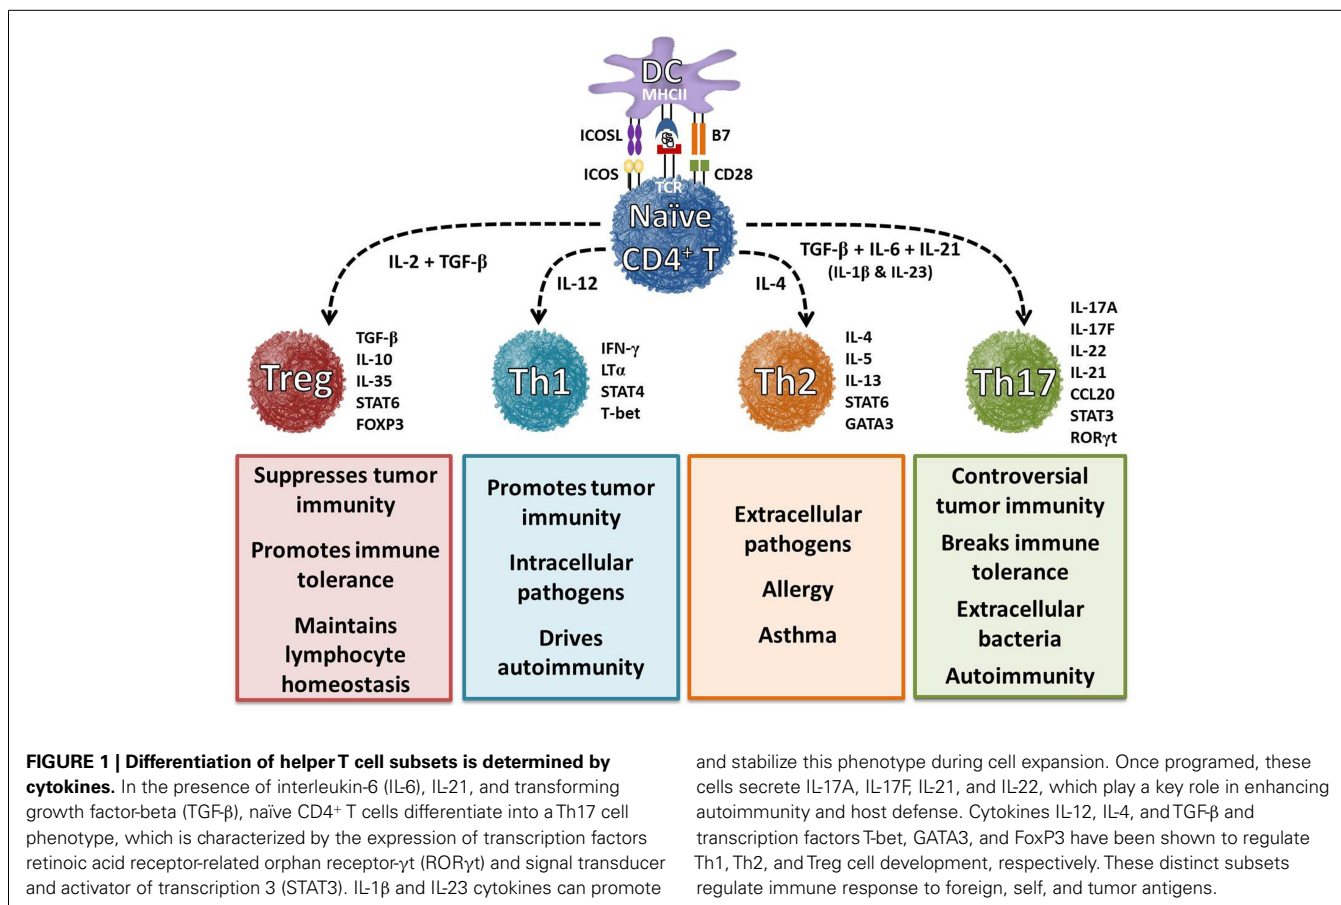 DC
MHCII
ICOSL
B7
ICOS
CD28
TCR
Naïve
CD4⁺ T
IL-2 + TGF-β
IL-12
IL-4
TGF-β + IL-6 + IL-21
(IL-1β & IL-23)
Treg
TGF-β
IL-10
IL-35
STAT6
FOXP3
Th1
IFN-γ
LTα
STAT4
T-bet
Th2
IL-4
IL-5
IL-13
STAT6
GATA3
Th17
IL-17A
IL-17F
IL-22
IL-21
CCL20
STAT3
RORγt
Suppresses tumor
immunity
Promotes immune
tolerance
Maintains
lymphocyte
homeostasis
Promotes tumor
immunity
Intracellular
pathogens
Drives
autoimmunity
Extracellular
pathogens
Allergy
Asthma
Controversial
tumor immunity
Breaks immune
tolerance
Extracellular
bacteria
Autoimmunity
FIGURE 1 | Differentiation of helper T cell subsets is determined by
cytokines. In the presence of interleukin-6 (IL-6), IL-21, and transforming
growth factor-beta (TGF-β), naïve CD4⁺ T cells differentiate into a Th17 cell
phenotype, which is characterized by the expression of transcription factors
retinoic acid receptor-related orphan receptor-γt (RORγt) and signal transducer
and activator of transcription 3 (STAT3). IL-1β and IL-23 cytokines can promote
and stabilize this phenotype during cell expansion. Once programed, these
cells secrete IL-17A, IL-17F, IL-21, and IL-22, which play a key role in enhancing
autoimmunity and host defense. Cytokines IL-12, IL-4, and TGF-β and
transcription factors T-bet, GATA3, and FoxP3 have been shown to regulate
Th1, Th2, and Treg cell development, respectively. These distinct subsets
regulate immune response to foreign, self, and tumor antigens.